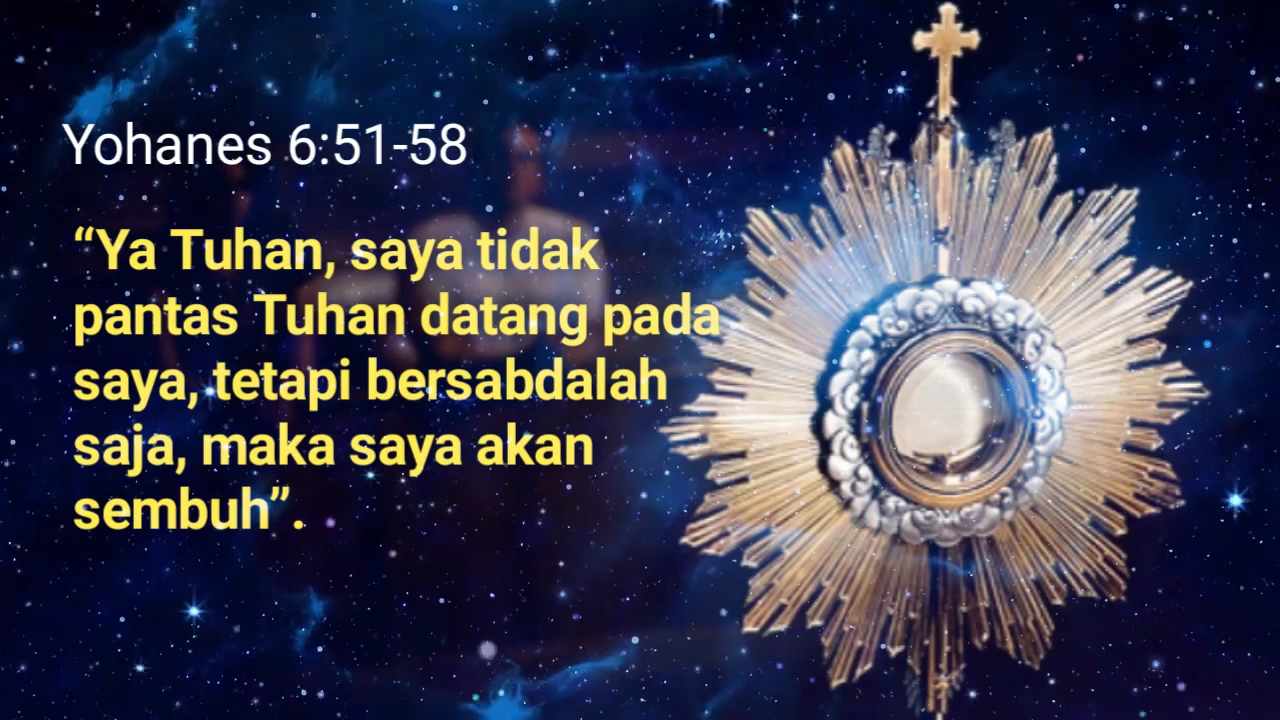 Yohanes 6:51-58
“Ya Tuhan, saya tidak
pantas Tuhan datang pada
saya, tetapi bersabdalah
saja, maka saya akan
sembuh”.